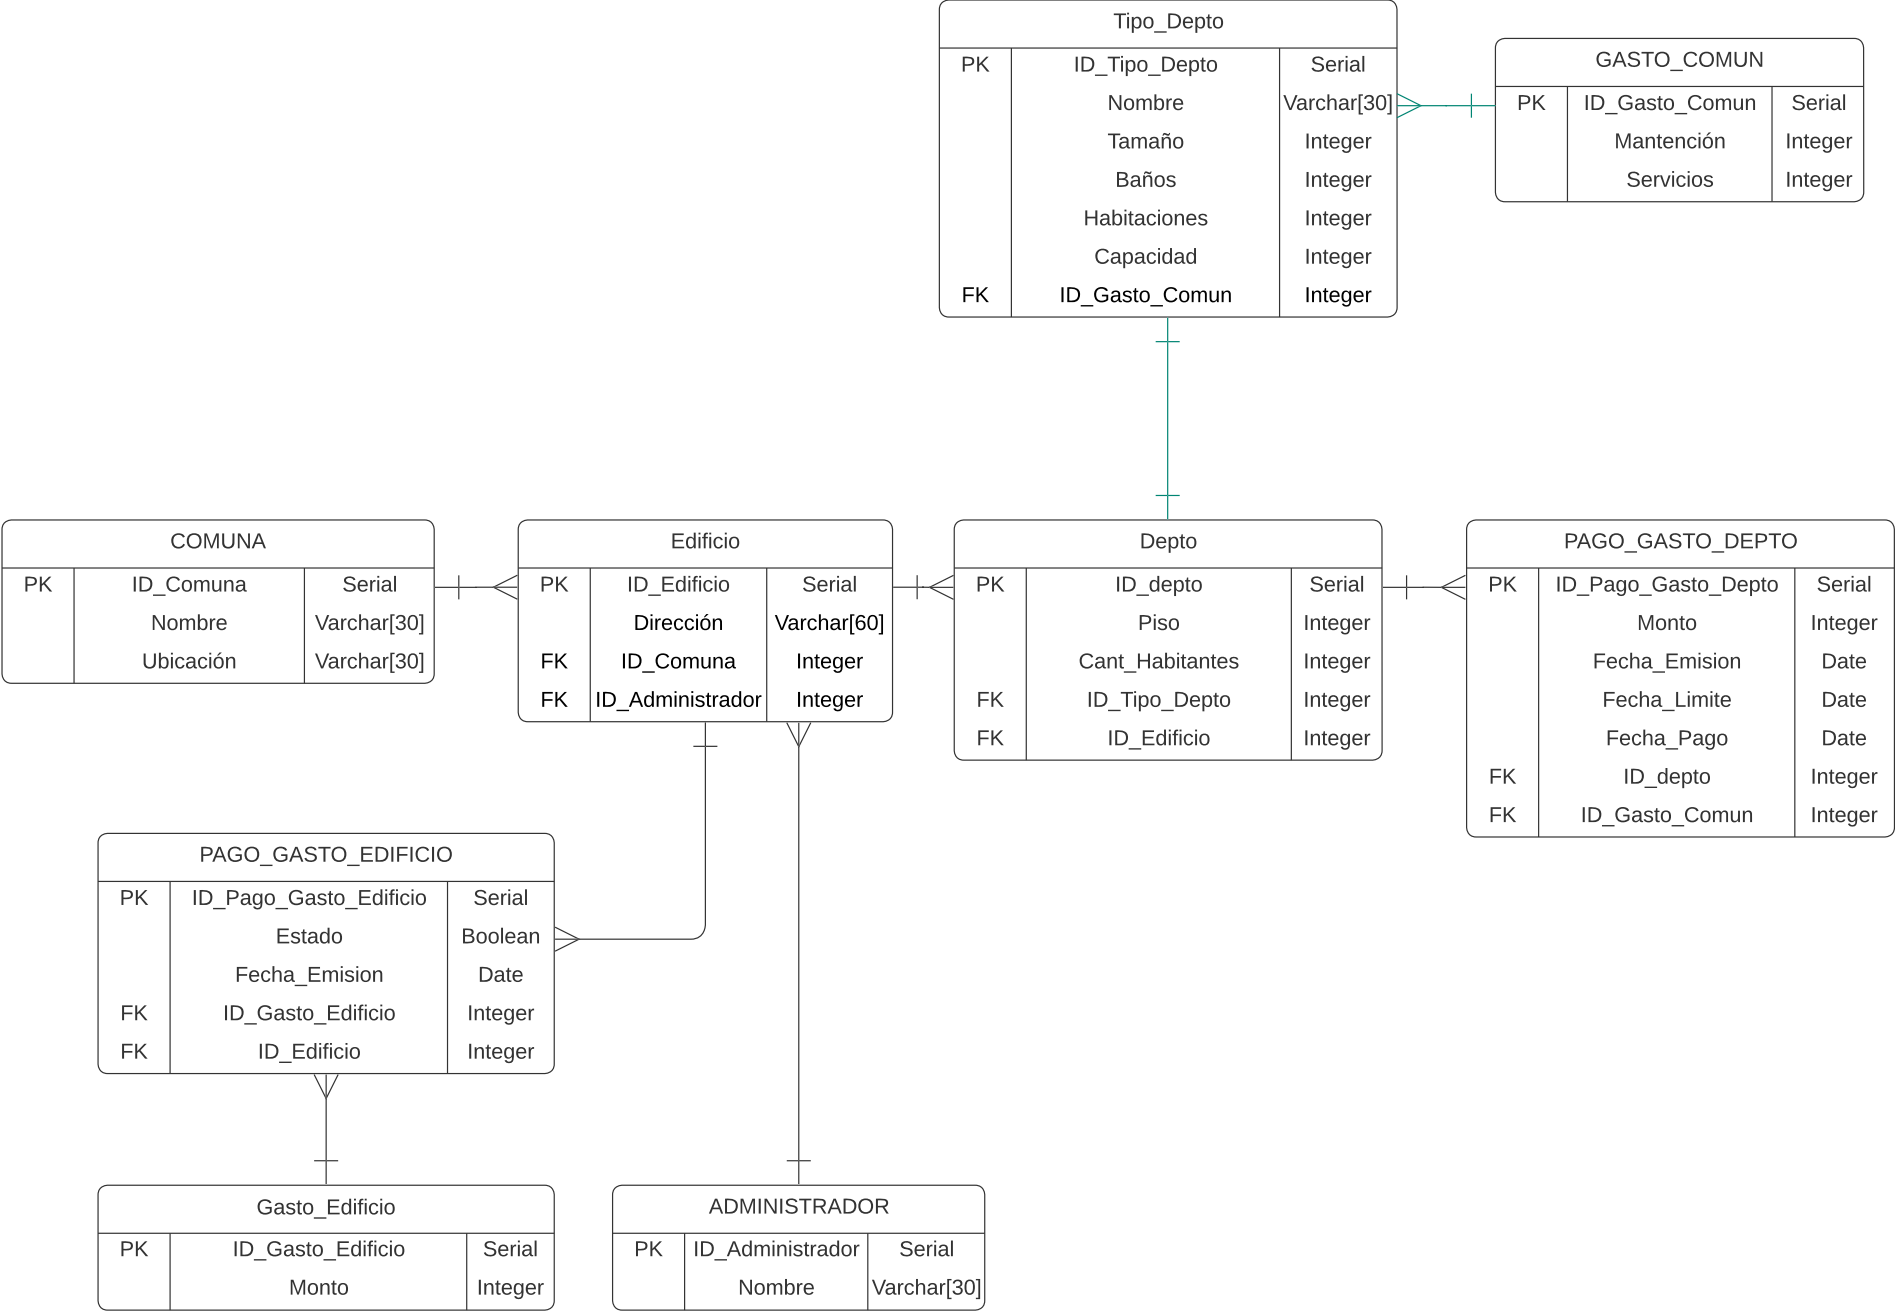 Tipo_Depto
PK ID_Tipo_Depto Serial
Nombre Varchar[30]
Tamaño Integer
Baños Integer
Habitaciones Integer
Capacidad Integer
FK ID_Gasto_Comun Integer
GASTO_COMUN
PK ID_Gasto_Comun Serial
Mantención Integer
Servicios Integer
COMUNA
PK ID_Comuna Serial
Nombre Varchar[30]
Ubicación Varchar[30]
Edificio
PK ID_Edificio Serial
Dirección Varchar[60]
FK ID_Comuna Integer
FK ID_Administrador Integer
Depto
PK ID_depto Serial
Piso Integer
Cant_Habitantes Integer
FK ID_Tipo_Depto Integer
FK ID_Edificio Integer
PAGO_GASTO_DEPTO
PK ID_Pago_Gasto_Depto Serial
Monto Integer
Fecha_Emision Date
Fecha_Limite Date
Fecha_Pago Date
FK ID_depto Integer
FK ID_Gasto_Comun Integer
PAGO_GASTO_EDIFICIO
PK ID_Pago_Gasto_Edificio Serial
Estado Boolean
Fecha_Emision Date
FK ID_Gasto_Edificio Integer
FK ID_Edificio Integer
Gasto_Edificio
PK ID_Gasto_Edificio Serial
Monto Integer
ADMINISTRADOR
PK ID_Administrador Serial
Nombre Varchar[30]